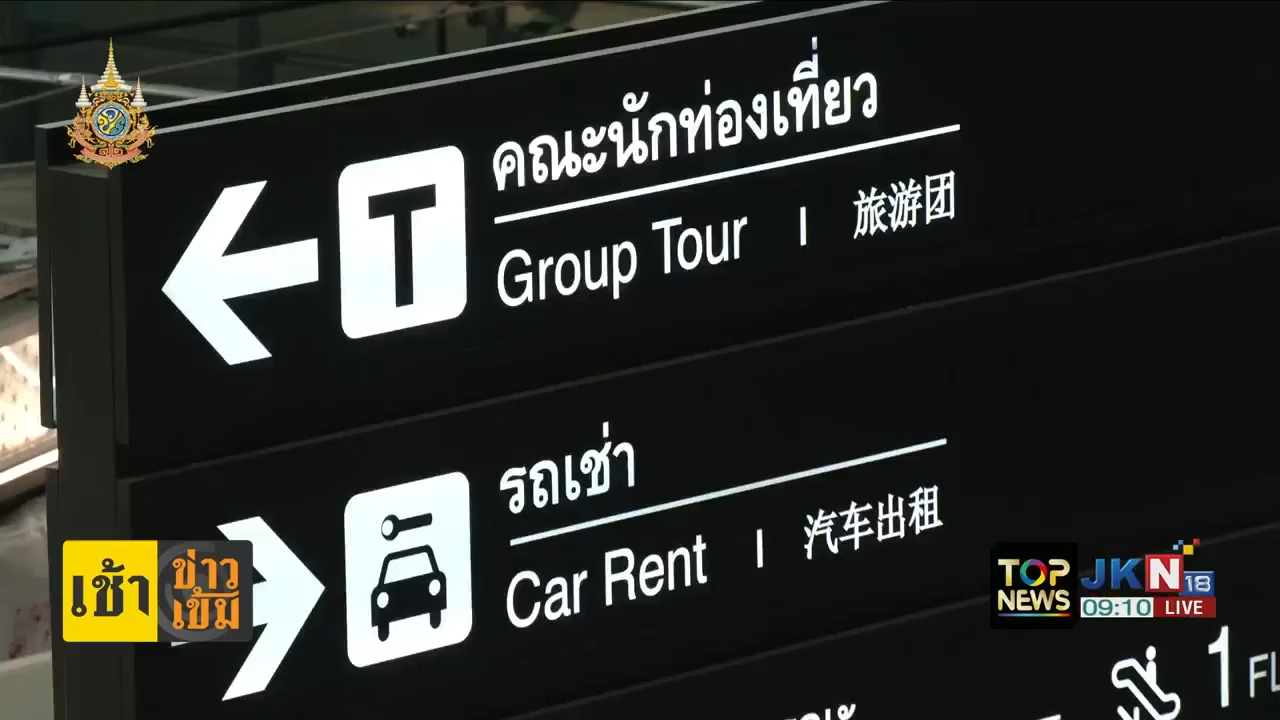 คณะนักท่องเที่ยว
T
Group Tour | 旅游团
รถเช่า
Car Rent | 汽车出租
เช้า ข่าว
เข้ม
TOP
NEWS
JKN 18
09:10 LIVE
1